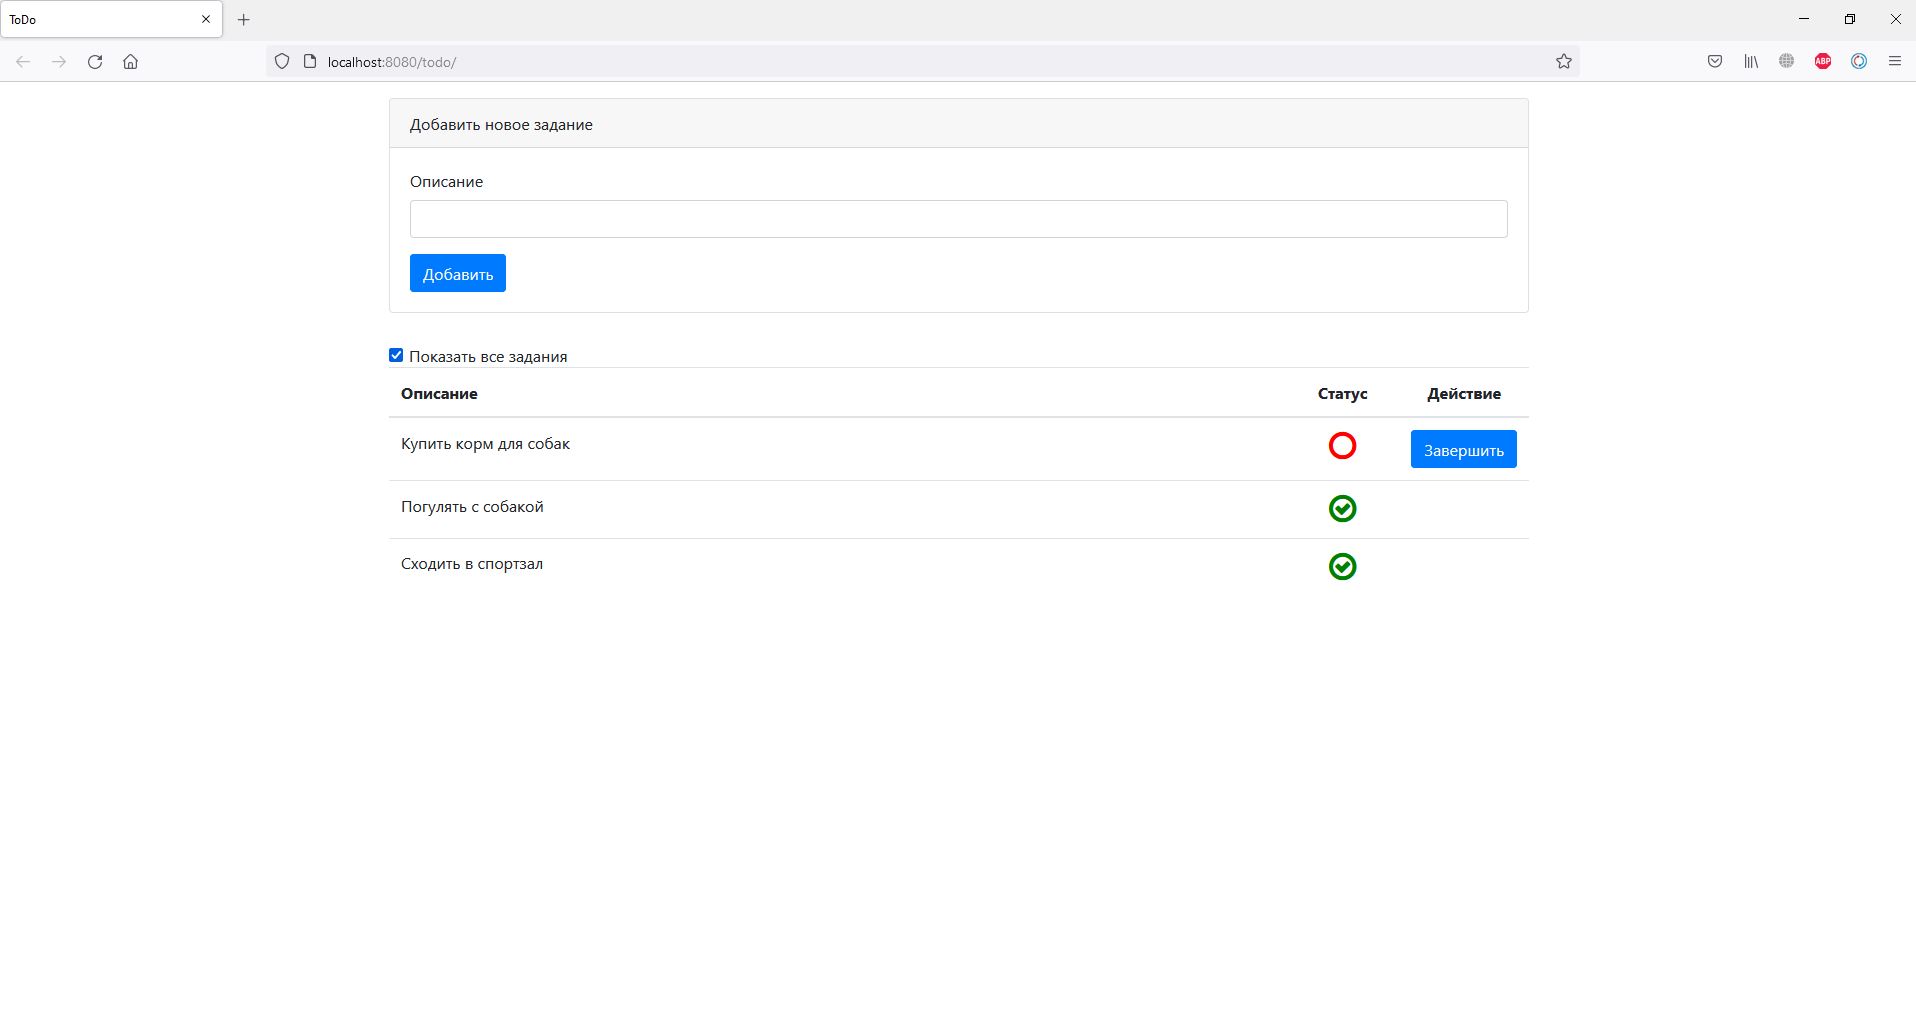 ToDo
localhost:8080/todo/
ABP
Добавить новое задание
Описание
Добавить
Показать все задания
Описание Статус Действие
Купить корм для собак Завершить
Погулять с собакой
Сходить в спортзал